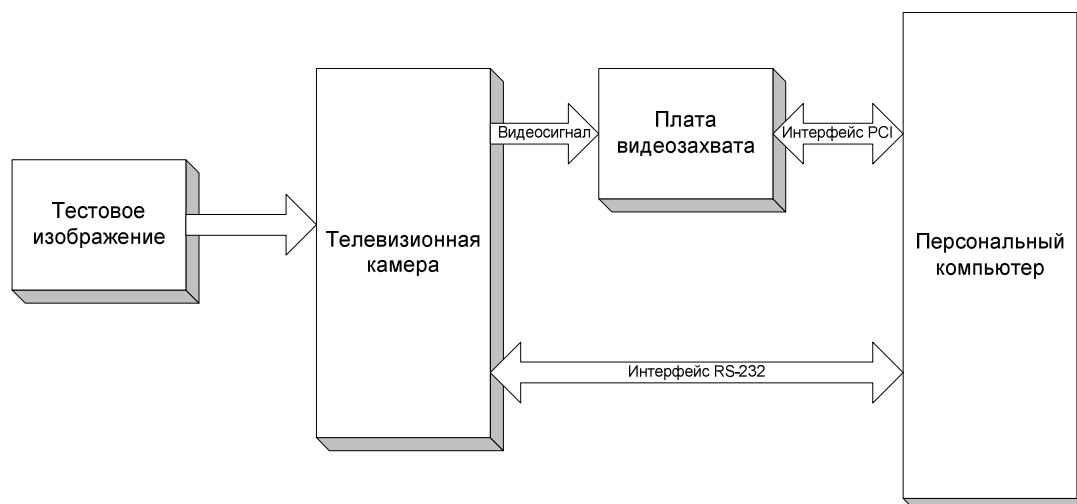 Тестовое
изображение
Телевизионная
камера
Видеосигнал
Плата
видеозахвата
Интерфейс PCI
Персональный
компьютер
Интерфейс RS-232